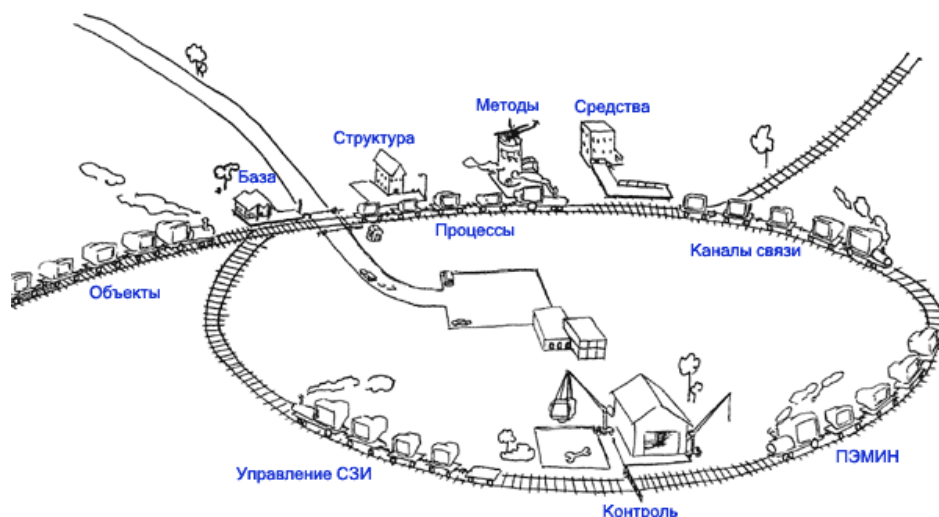 Методы
Средства
Структура
База
Процессы
Каналы связи
Объекты
Управление СЗИ
ПЭМИН
Контроль